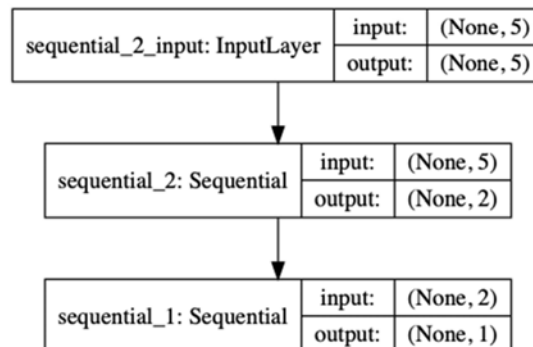 sequential_2_input: InputLayer
input: (None, 5)
output: (None, 5)
sequential_2: Sequential
input: (None, 5)
output: (None, 2)
sequential_1: Sequential
input: (None, 2)
output: (None, 1)